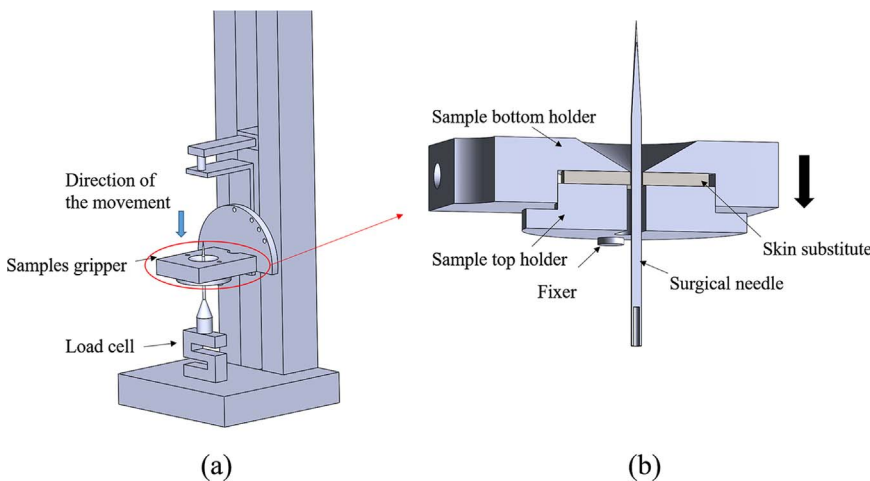 Direction of
the movement
Samples gripper
Load cell
(a)
Sample bottom holder
Sample top holder
Fixer
Skin substitute
Surgical needle
(b)